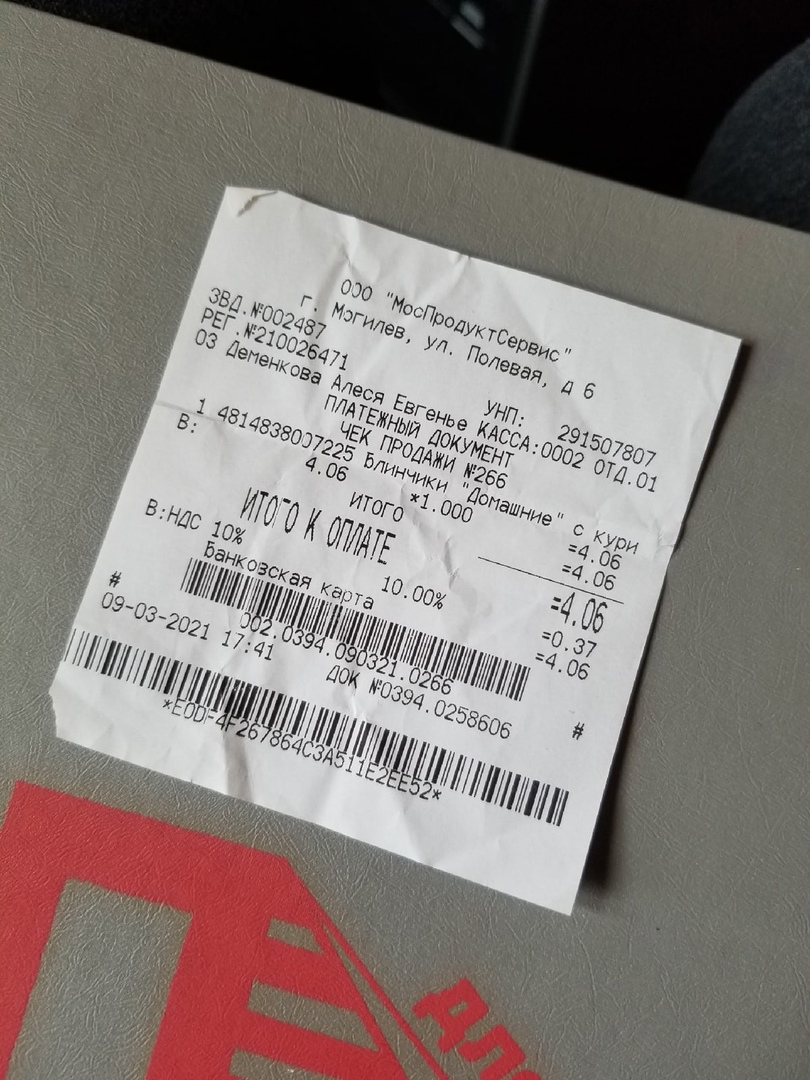 ООО "МосПродуктСервис"
г. Могилев, ул. Полевая, д 6
ЗВД.№002487
РЕГ.№210026471 УНП: 291507807
03 Деменкова Алеся Евгенье КАССА:0002 ОТД.01
ПЛАТЕЖНЫЙ ДОКУМЕНТ
ЧЕК ПРОДАЖИ №266
1 4814838007225 Блинчики "Домашние" с кури
В: 4.06 *1.000 =4.06
ИТОГО =4.06
ИТОГО К ОПЛАТЕ =4.06
В:НДС 10% 10.00% =0.37
Банковская карта =4.06
002.0394.090321.0266
# #
09-03-2021 17:41 ДОК №0394.0258606
*E0DF4F267864C3A511E2EE52*
ДЛЯ